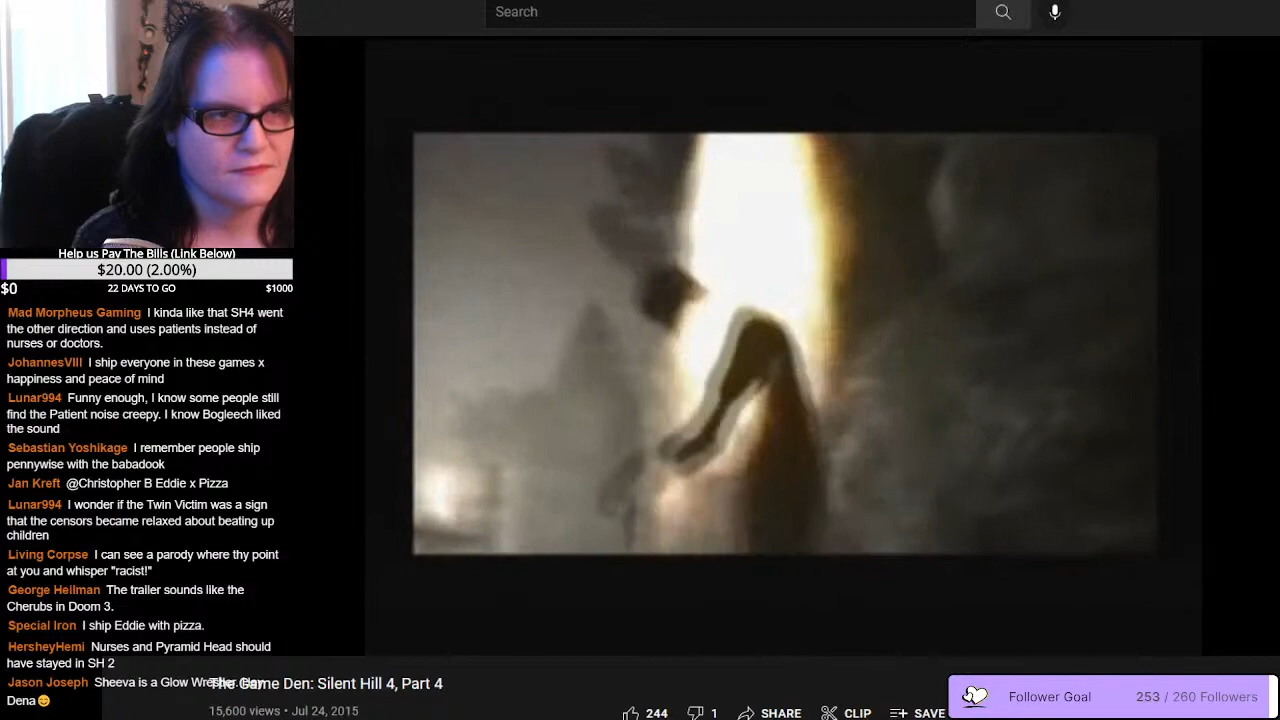 Search
Help us Pay The Bills (Link Below)
$20.00 (2.00%)
$0 22 DAYS TO GO $1000
Mad Morpheus Gaming I kinda like that SH4 went
the other direction and uses patients instead of
nurses or doctors.
JohannesVIII I ship everyone in these games x
happiness and peace of mind
Lunar994 Funny enough, I know some people still
find the Patient noise creepy. I know Bogleech liked
the sound
Sebastian Yoshikage I remember people ship
pennywise with the babadook
Jan Kreft @Christopher B Eddie x Pizza
Lunar994 I wonder if the Twin Victim was a sign
that the censors became relaxed about beating up
children
Living Corpse I can see a parody where thy point
at you and whisper "racist!"
George Heilman The trailer sounds like the
Cherubs in Doom 3.
Special Iron I ship Eddie with pizza.
HersheyHemi Nurses and Pyramid Head should
have stayed in SH 2
Jason Joseph Sheeva is a Glow
Dena😊
The Game Den: Silent Hill 4, Part 4
15,600 views • Jul 24, 2015
244 1 SHARE CLIP SAVE
Follower Goal 253 / 260 Followers